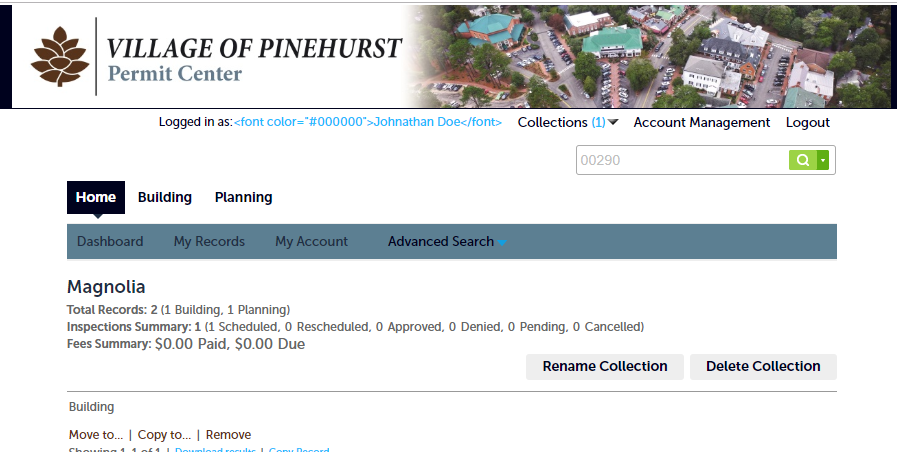 VILLAGE OF PINEHURST
Permit Center
Logged in as:<font color="#000000">Johnathan Doe</font> Collections (1) Account Management Logout
00290
Home Building Planning
Dashboard My Records My Account Advanced Search
Magnolia
Total Records: 2 (1 Building, 1 Planning)
Inspections Summary: 1 (1 Scheduled, 0 Rescheduled, 0 Approved, 0 Denied, 0 Pending, 0 Cancelled)
Fees Summary: $0.00 Paid, $0.00 Due
Rename Collection Delete Collection
Building
Move to... | Copy to... | Remove
Showing 1-1 of 1 | Download results | Copy Record